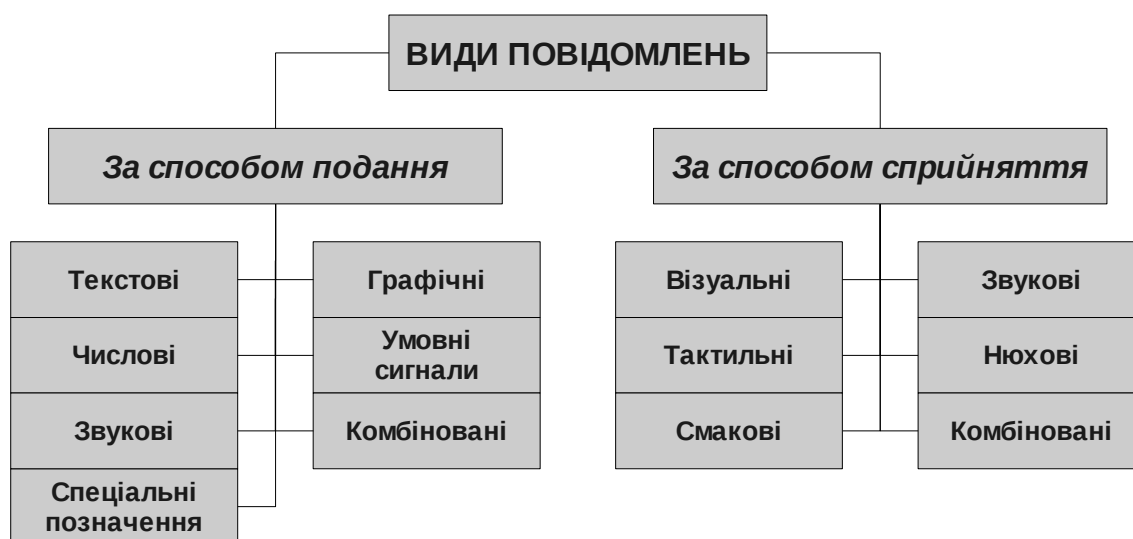 ВИДИ ПОВІДОМЛЕНЬ
За способом подання
За способом сприйняття
Текстові
Графічні
Візуальні
Звукові
Числові
Умовні
сигнали
Тактильні
Нюхові
Звукові
Комбіновані
Смакові
Комбіновані
Спеціальні
позначення